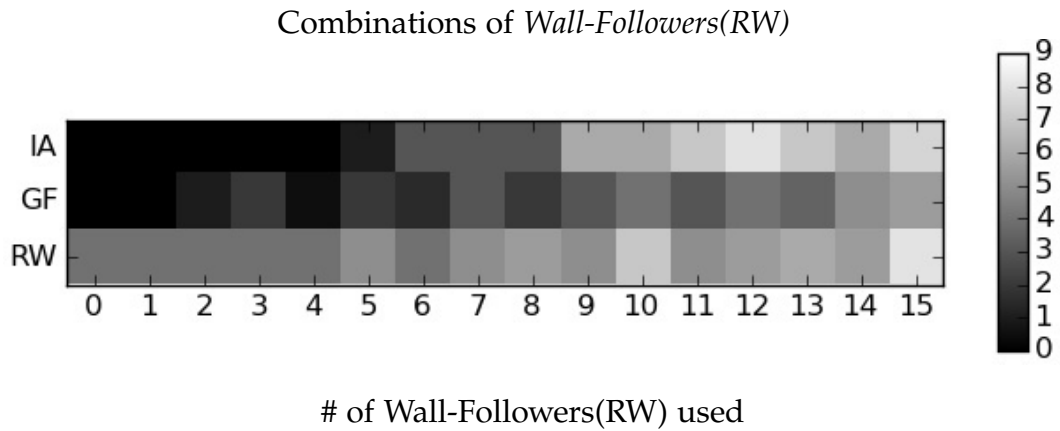 Combinations of Wall-Followers(RW)
9
8
7
6
5
4
3
2
1
0
IA
GF
RW
0 1 2 3 4 5 6 7 8 9 10 11 12 13 14 15
# of Wall-Followers(RW) used